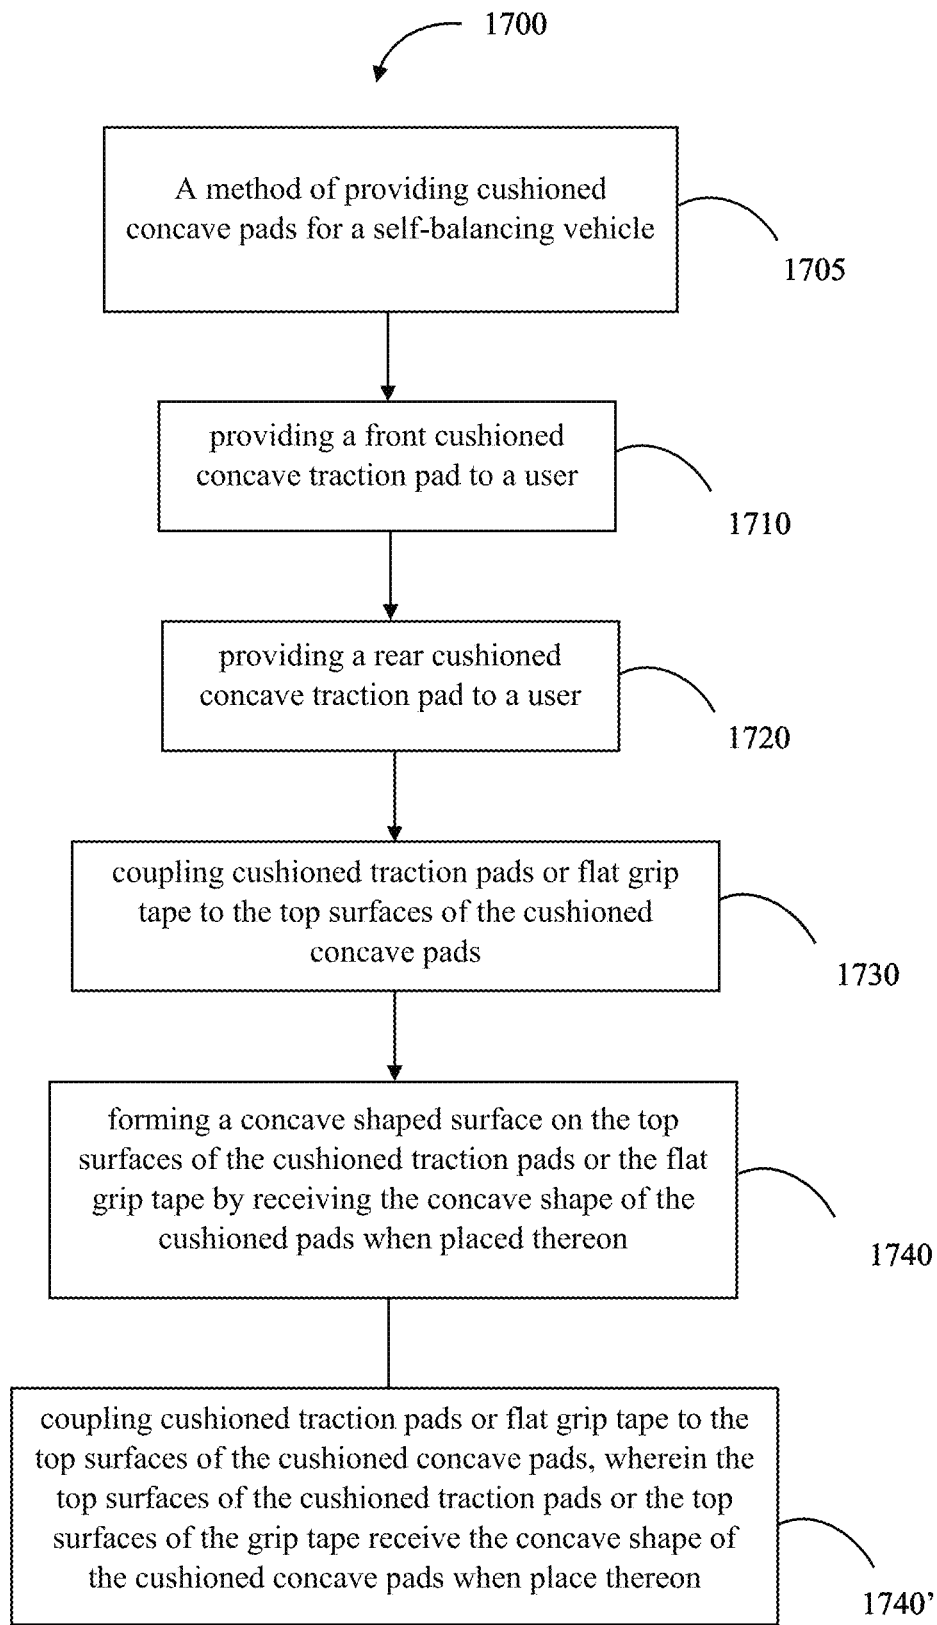 1700
A method of providing cushioned
concave pads for a self-balancing vehicle
1705
providing a front cushioned
concave traction pad to a user
1710
providing a rear cushioned
concave traction pad to a user
1720
coupling cushioned traction pads or flat grip
tape to the top surfaces of the cushioned
concave pads
1730
forming a concave shaped surface on the top
surfaces of the cushioned traction pads or the flat
grip tape by receiving the concave shape of the
cushioned pads when placed thereon
1740
coupling cushioned traction pads or flat grip tape to the
top surfaces of the cushioned concave pads, wherein the
top surfaces of the cushioned traction pads or the top
surfaces of the grip tape receive the concave shape of
the cushioned concave pads when place thereon
1740’